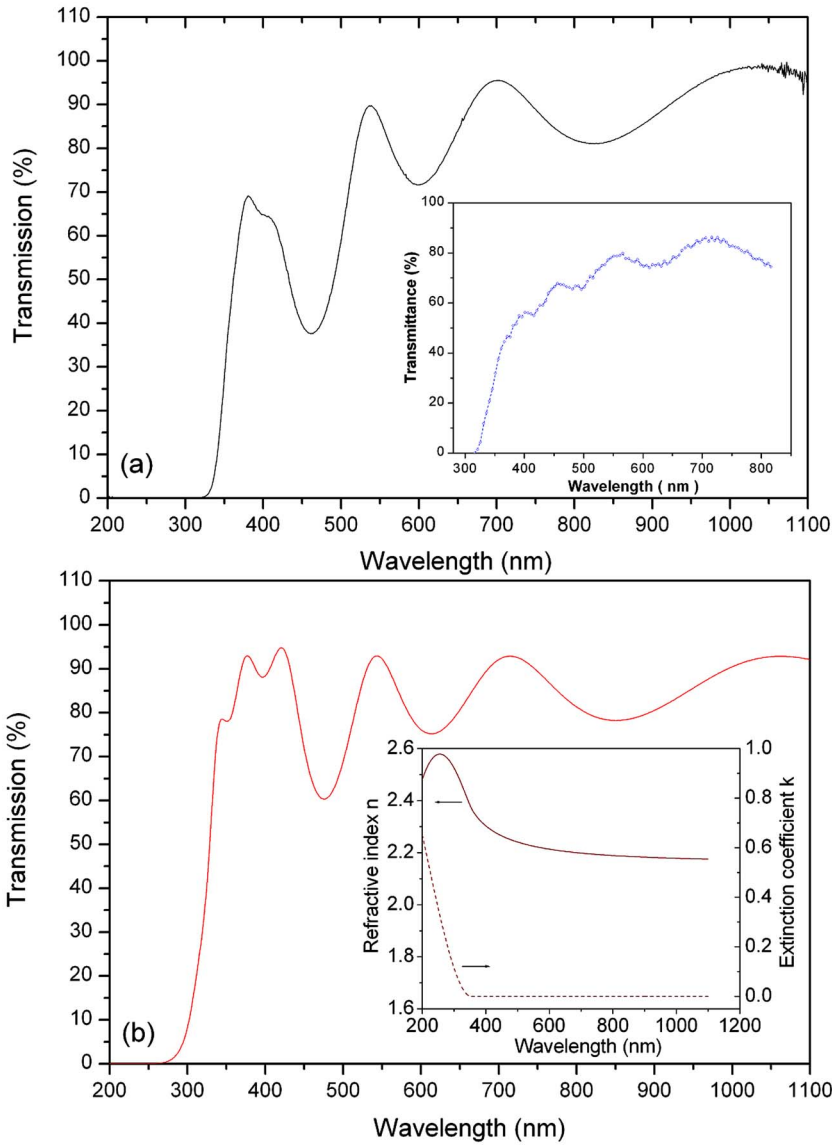 110
100
90
80
70
60
50
40
30
20
10
0
Transmission (%)
(a)
200 300 400 500 600 700 800 900 1000 1100
Wavelength (nm)
100
80
60
40
20
0
Transmittance (%)
300 400 500 600 700 800
Wavelength ( nm )
110
100
90
80
70
60
50
40
30
20
10
0
Transmission (%)
(b)
200 300 400 500 600 700 800 900 1000 1100
Wavelength (nm)
2.6
2.4
2.2
2.0
1.8
1.6
Refractive index n
1.0
0.8
0.6
0.4
0.2
0.0
Extinction coefficient k
200 400 600 800 1000 1200
Wavelength (nm)